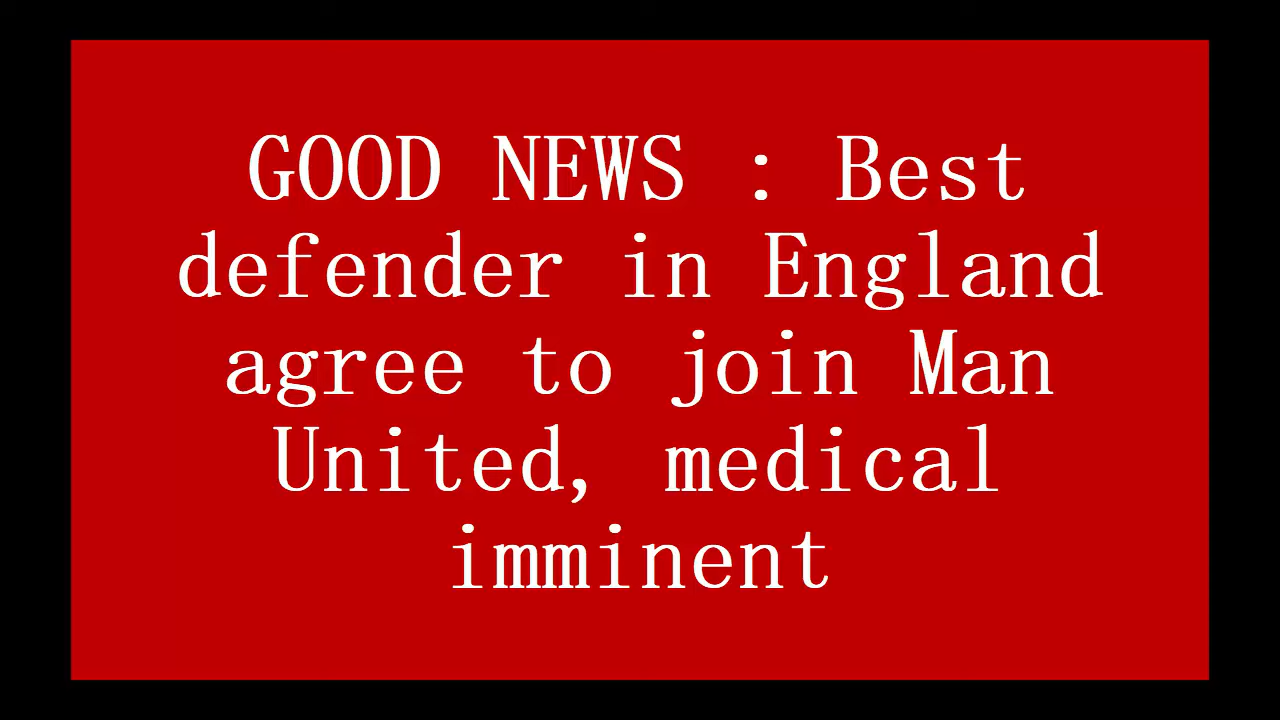 GOOD NEWS : Best
defender in England
agree to join Man
United, medical
imminent